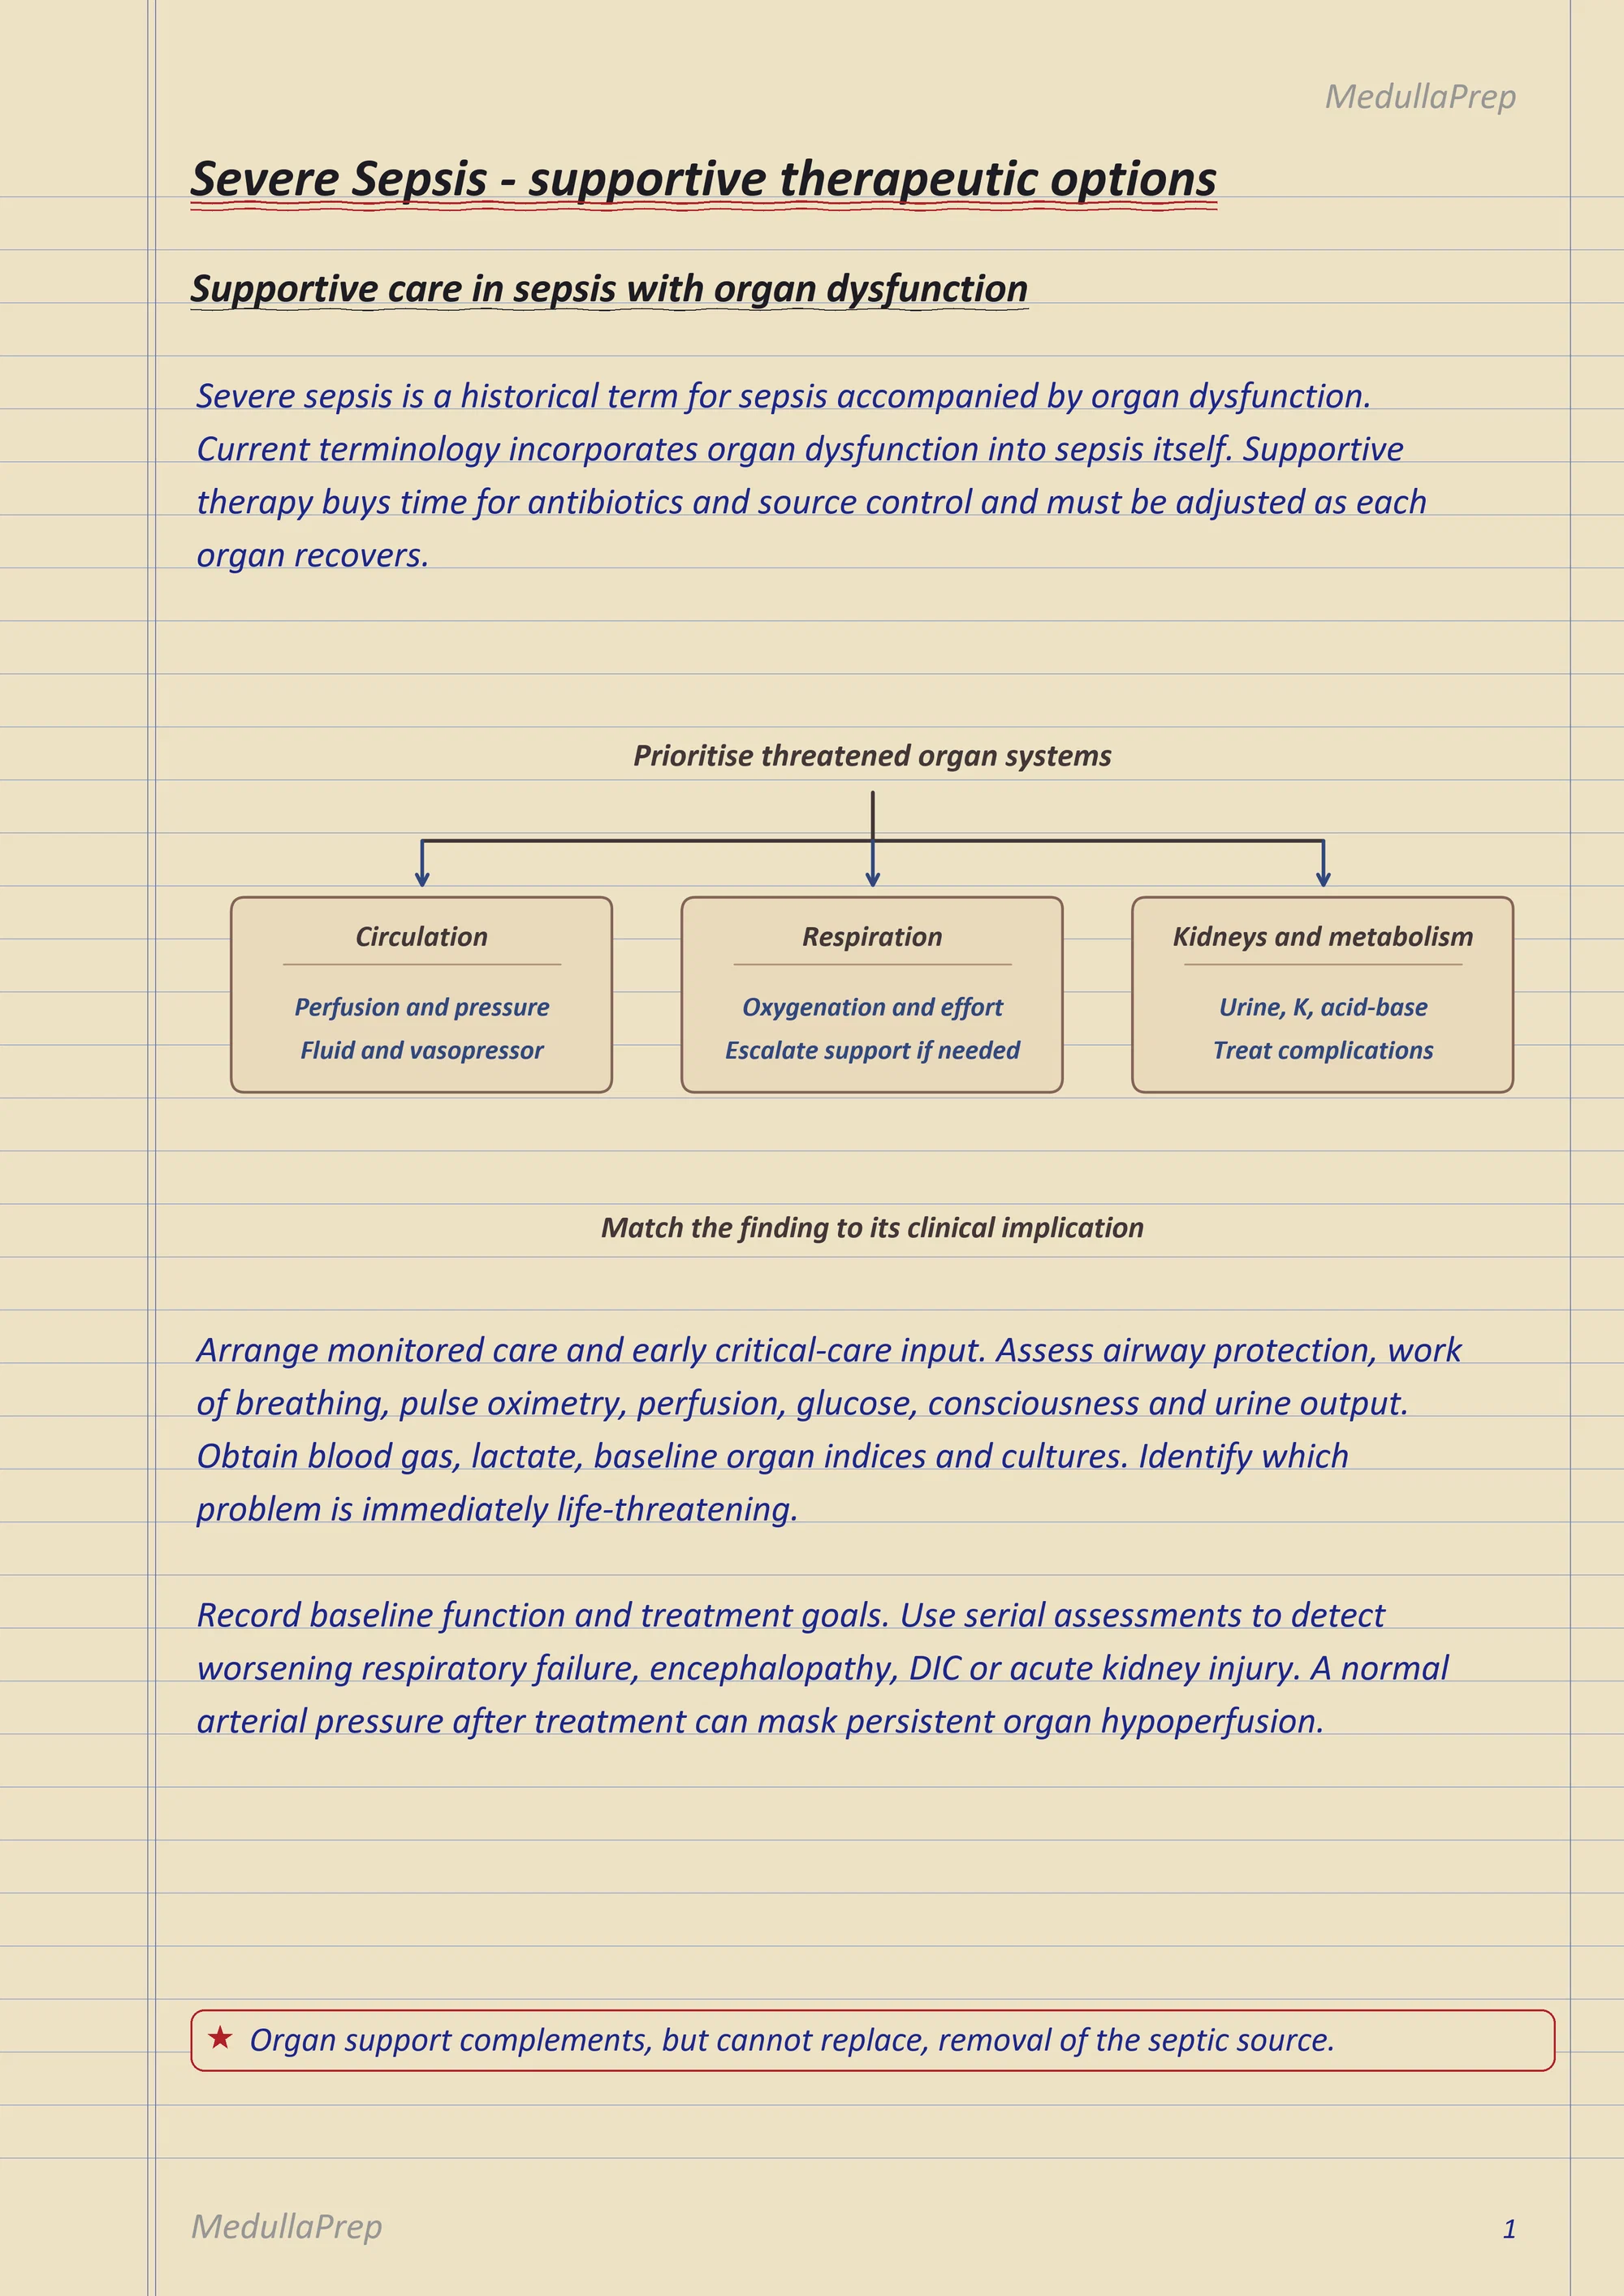 MedullaPrep
Severe Sepsis - supportive therapeutic options
Supportive care in sepsis with organ dysfunction
Severe sepsis is a historical term for sepsis accompanied by organ dysfunction.
Current terminology incorporates organ dysfunction into sepsis itself. Supportive
therapy buys time for antibiotics and source control and must be adjusted as each
organ recovers.
Prioritise threatened organ systems
Circulation
Perfusion and pressure
Fluid and vasopressor
Respiration
Oxygenation and effort
Escalate support if needed
Kidneys and metabolism
Urine, K, acid-base
Treat complications
Match the finding to its clinical implication
Arrange monitored care and early critical-care input. Assess airway protection, work
of breathing, pulse oximetry, perfusion, glucose, consciousness and urine output.
Obtain blood gas, lactate, baseline organ indices and cultures. Identify which
problem is immediately life-threatening.
Record baseline function and treatment goals. Use serial assessments to detect
worsening respiratory failure, encephalopathy, DIC or acute kidney injury. A normal
arterial pressure after treatment can mask persistent organ hypoperfusion.
★ Organ support complements, but cannot replace, removal of the septic source.
MedullaPrep
1